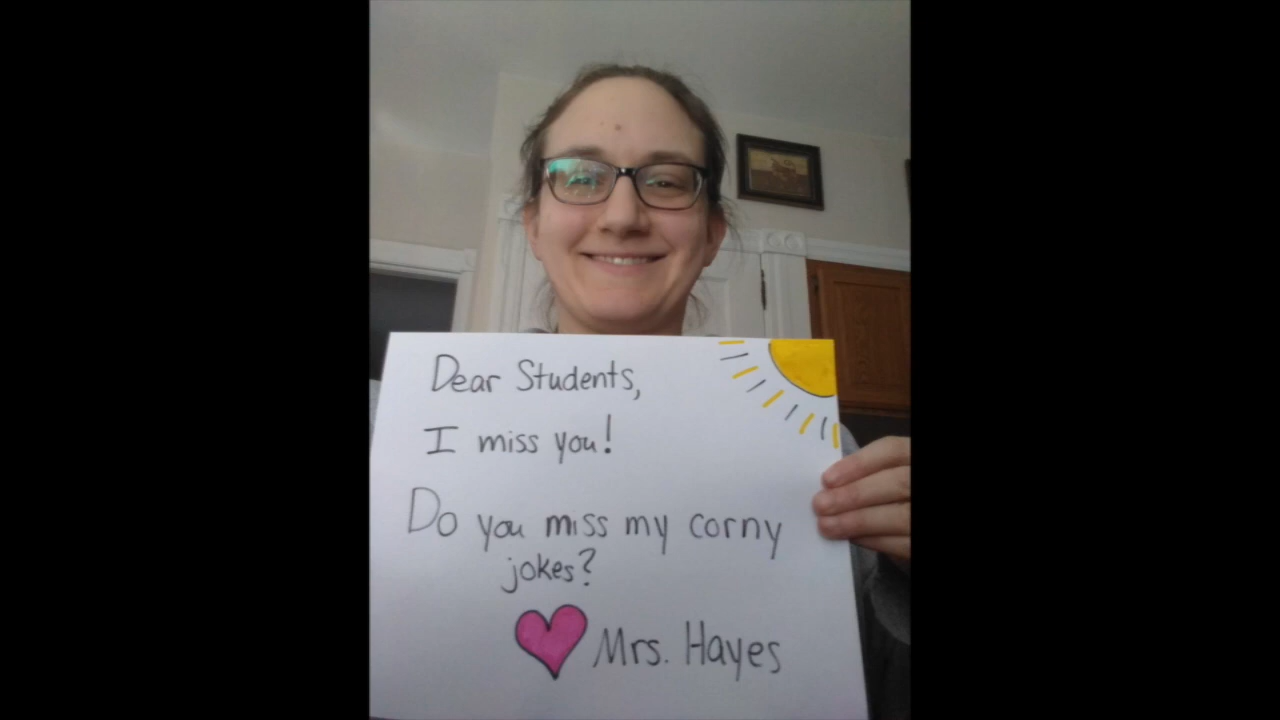 Dear Students,
I miss you!
Do you miss my corny
jokes?
Mrs. Hayes